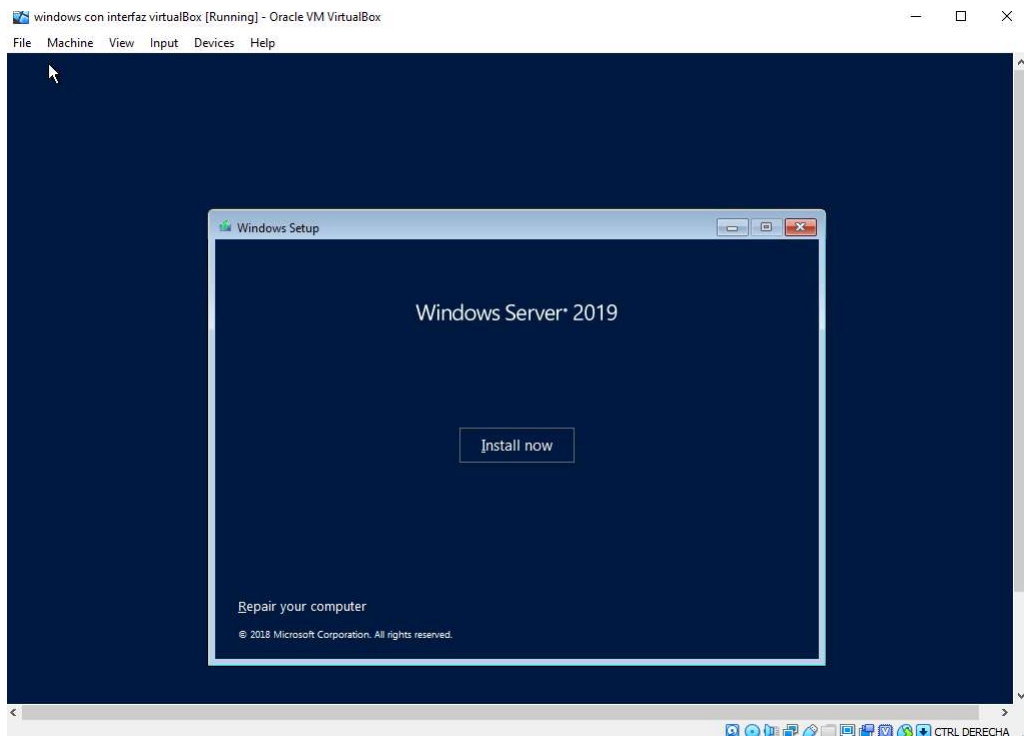 windows con interfaz virtualBox [Running] - Oracle VM VirtualBox
File Machine View Input Devices Help
Windows Setup
Windows Server® 2019
Install now
Repair your computer
© 2018 Microsoft Corporation. All rights reserved.
CTRL DERECHA